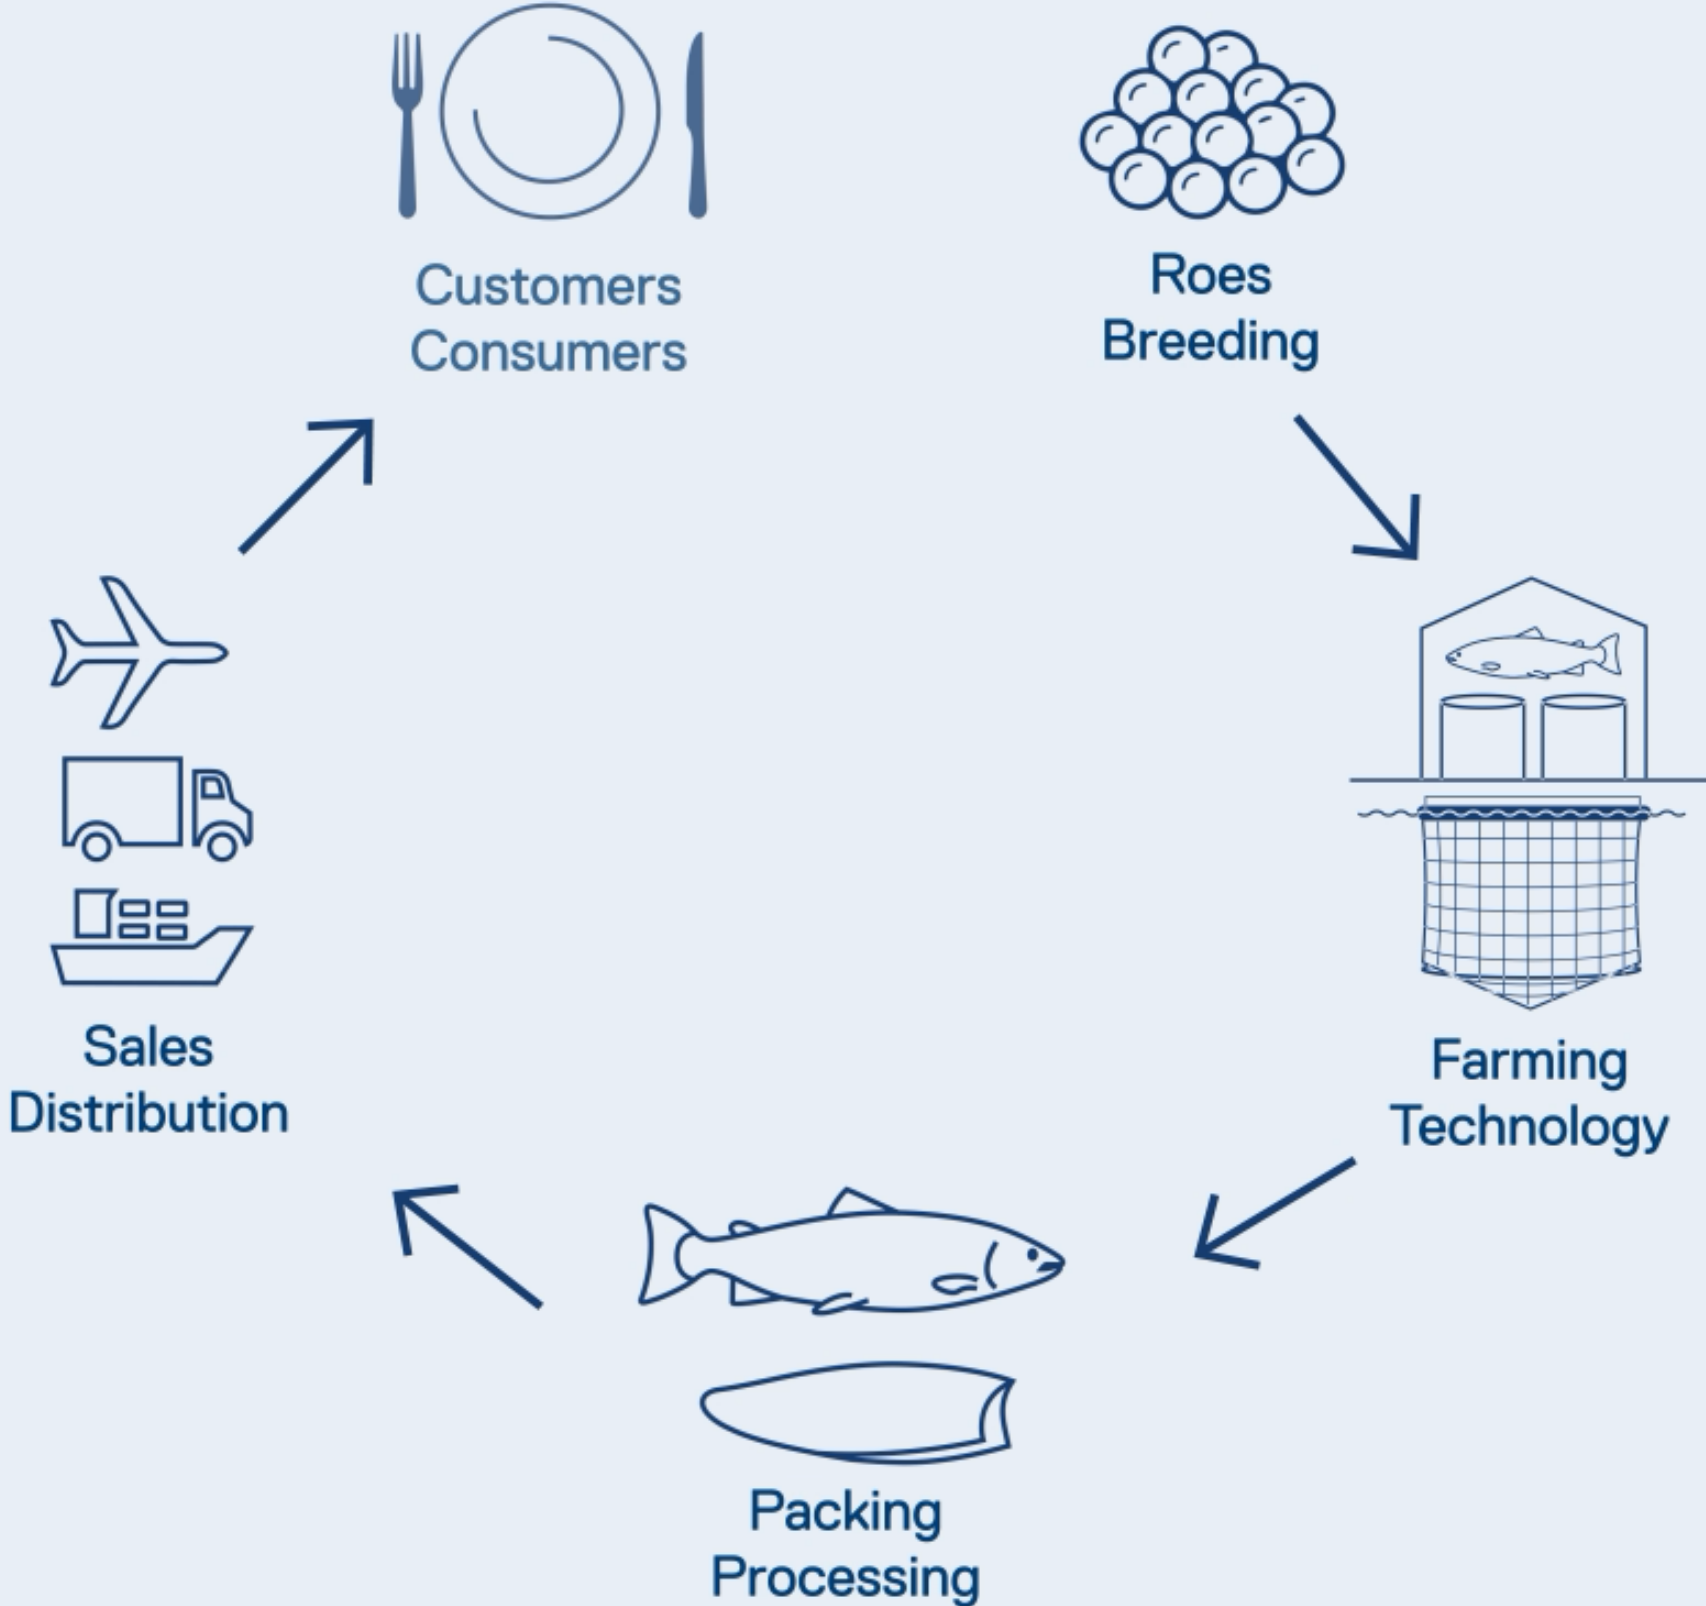 Customers
Consumers
Roes
Breeding
Farming
Technology
Packing
Processing
Sales
Distribution